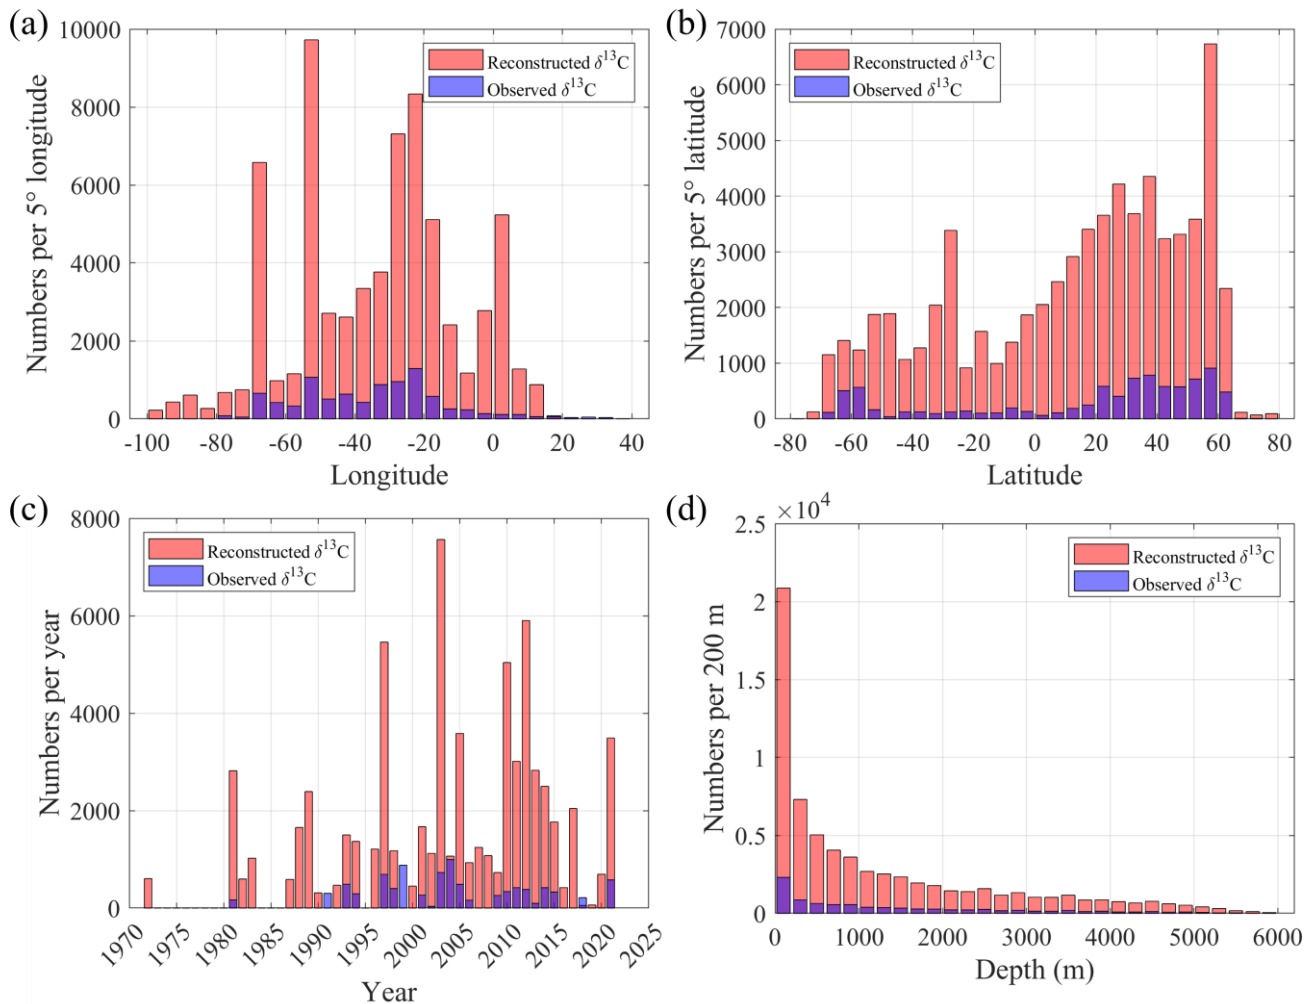 (a)
10000
8000
6000
4000
2000
0
Numbers per 5° longitude
Reconstructed δ¹³C
Observed δ¹³C
-100 -80 -60 -40 -20 0 20 40
Longitude
(b)
7000
6000
5000
4000
3000
2000
1000
0
Numbers per 5° latitude
Reconstructed δ¹³C
Observed δ¹³C
-80 -60 -40 -20 0 20 40 60 80
Latitude
(c)
8000
6000
4000
2000
0
Numbers per year
Reconstructed δ¹³C
Observed δ¹³C
1970 1975 1980 1985 1990 1995 2000 2005 2010 2015 2020 2025
Year
(d)
×10⁴
2.5
2
1.5
1
0.5
0
Numbers per 200 m
Reconstructed δ¹³C
Observed δ¹³C
0 1000 2000 3000 4000 5000 6000
Depth (m)